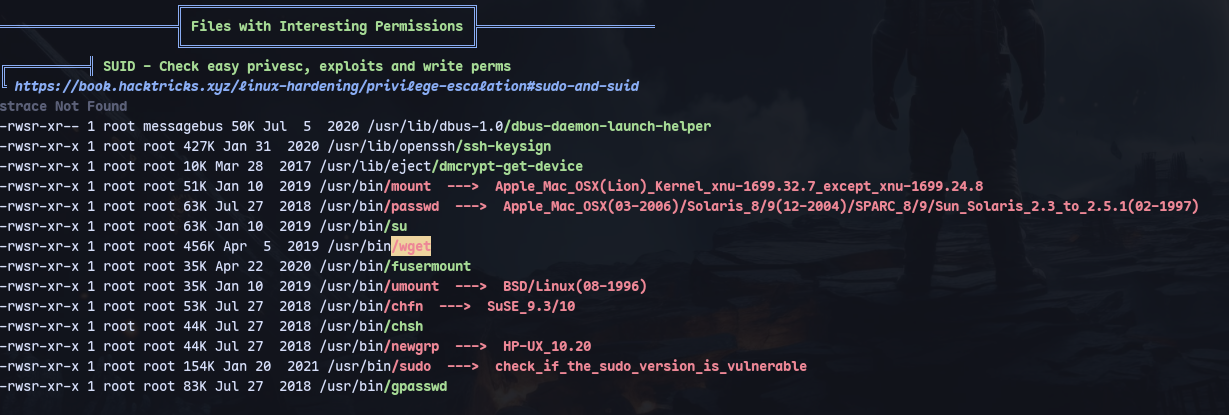 Files with Interesting Permissions
SUID - Check easy privesc, exploits and write perms
https://book.hacktricks.xyz/linux-hardening/privilege-escalation#sudo-and-suid
strace Not Found
-rwsr-xr-- 1 root messagebus 50K Jul  5  2020 /usr/lib/dbus-1.0/dbus-daemon-launch-helper
-rwsr-xr-x 1 root root 427K Jan 31  2020 /usr/lib/openssh/ssh-keysign
-rwsr-xr-x 1 root root 10K Mar 28  2017 /usr/lib/eject/dmcrypt-get-device
-rwsr-xr-x 1 root root 51K Jan 10  2019 /usr/bin/mount  --->  Apple_Mac_OSX(Lion)_Kernel_xnu-1699.32.7_except_xnu-1699.24.8
-rwsr-xr-x 1 root root 63K Jul 27  2018 /usr/bin/passwd  --->  Apple_Mac_OSX(03-2006)/Solaris_8/9(12-2004)/SPARC_8/9/Sun_Solaris_2.3_to_2.5.1(02-1997)
-rwsr-xr-x 1 root root 63K Jan 10  2019 /usr/bin/su
-rwsr-xr-x 1 root root 456K Apr  5  2019 /usr/bin/wget
-rwsr-xr-x 1 root root 35K Apr 22  2020 /usr/bin/fusermount
-rwsr-xr-x 1 root root 35K Jan 10  2019 /usr/bin/umount  --->  BSD/Linux(08-1996)
-rwsr-xr-x 1 root root 53K Jul 27  2018 /usr/bin/chfn  --->  SuSE_9.3/10
-rwsr-xr-x 1 root root 44K Jul 27  2018 /usr/bin/chsh
-rwsr-xr-x 1 root root 44K Jul 27  2018 /usr/bin/newgrp  --->  HP-UX_10.20
-rwsr-xr-x 1 root root 154K Jan 20  2021 /usr/bin/sudo  --->  check_if_the_sudo_version_is_vulnerable
-rwsr-xr-x 1 root root 83K Jul 27  2018 /usr/bin/gpasswd